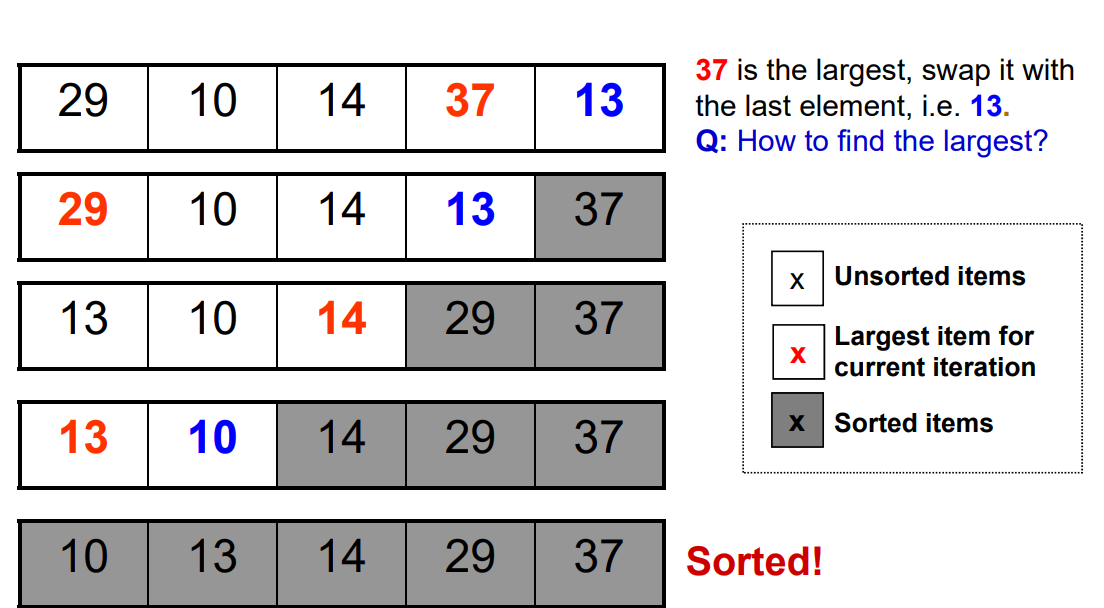 29 10 14 37 13
37 is the largest, swap it with
the last element, i.e. 13.
Q: How to find the largest?
29 10 14 13 37
13 10 14 29 37
13 10 14 29 37
10 13 14 29 37
x Unsorted items
x Largest item for
current iteration
x Sorted items
Sorted!